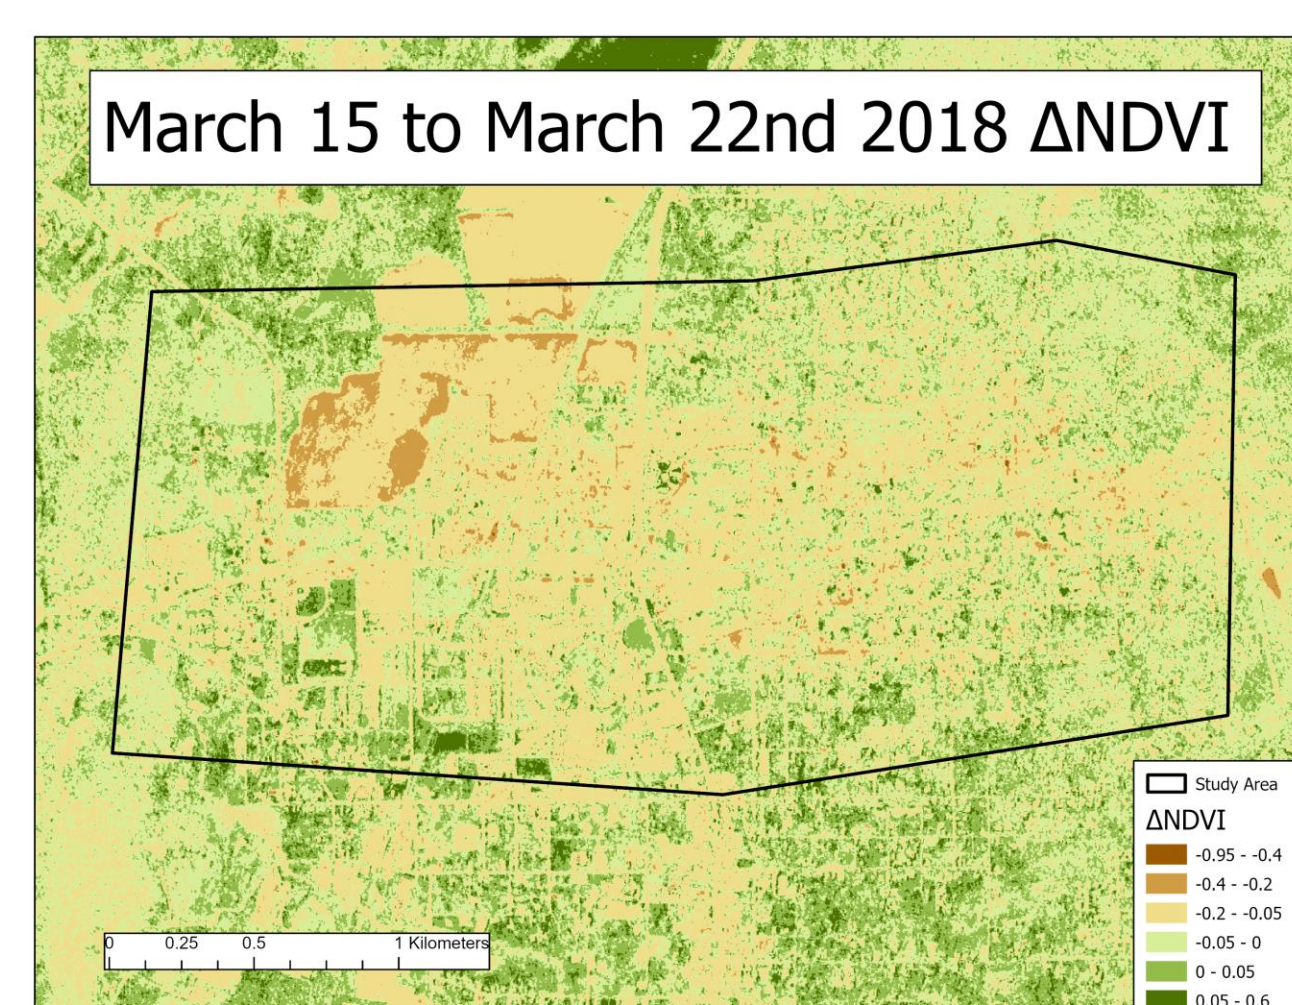 March 15 to March 22nd 2018 ΔNDVI
Study Area
ΔNDVI
-0.95 - -0.4
-0.4 - -0.2
-0.2 - -0.05
-0.05 - 0
0 - 0.05
0.05 - 0.6
0 0.25 0.5 1 Kilometers